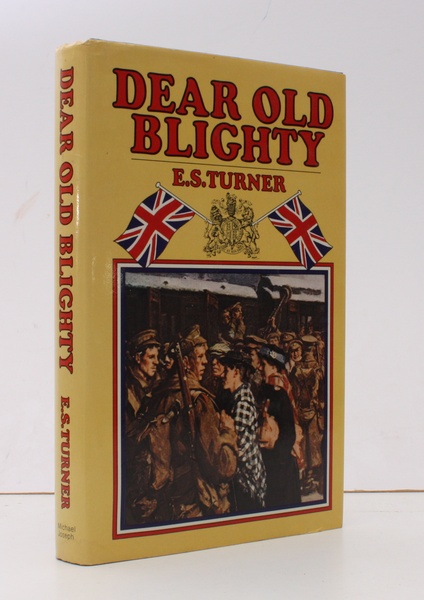 DEAR OLD
BLIGHTY
E.S.TURNER
DEAR OLD BLIGHTY
E.S.TURNER
Michael
Joseph